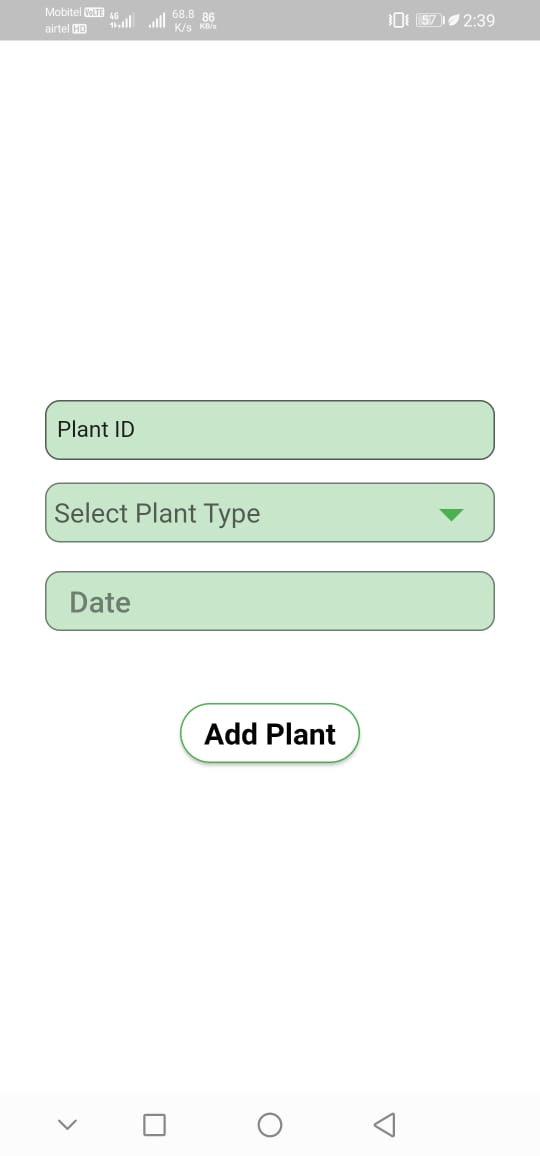 Mobitel VoLTE 4G 68.8 K/s 86 KB/s 57 2:39
airtel HD
Plant ID
Select Plant Type
Date
Add Plant